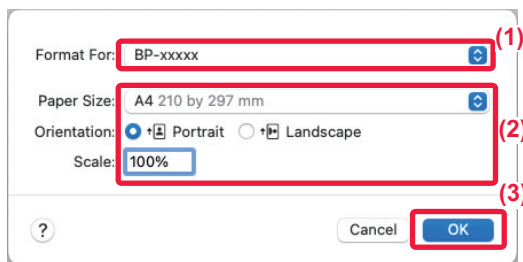 (1)
Format For: BP-xxxxx
Paper Size: A4 210 by 297 mm
Orientation: Portrait Landscape (2)
Scale: 100%
(3)
? Cancel OK